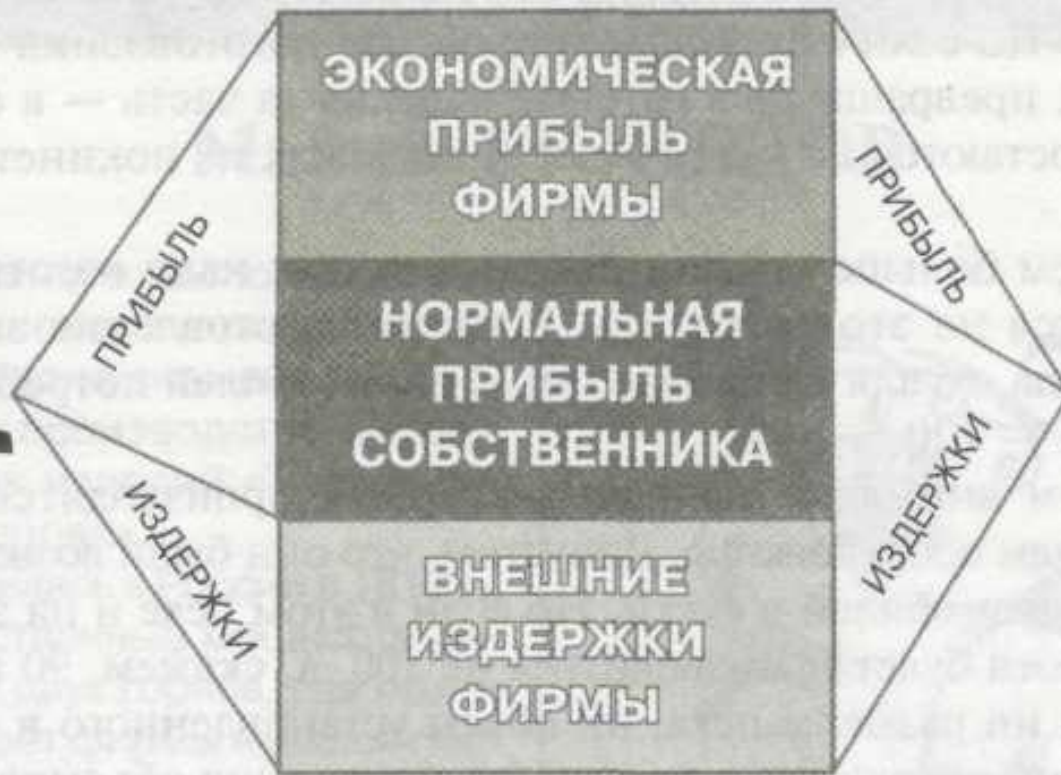 ЭКОНОМИЧЕСКАЯ
ПРИБЫЛЬ
ФИРМЫ
ПРИБЫЛЬ
ПРИБЫЛЬ
НОРМАЛЬНАЯ
ПРИБЫЛЬ
СОБСТВЕННИКА
ИЗДЕРЖКИ
ИЗДЕРЖКИ
ВНЕШНИЕ
ИЗДЕРЖКИ
ФИРМЫ